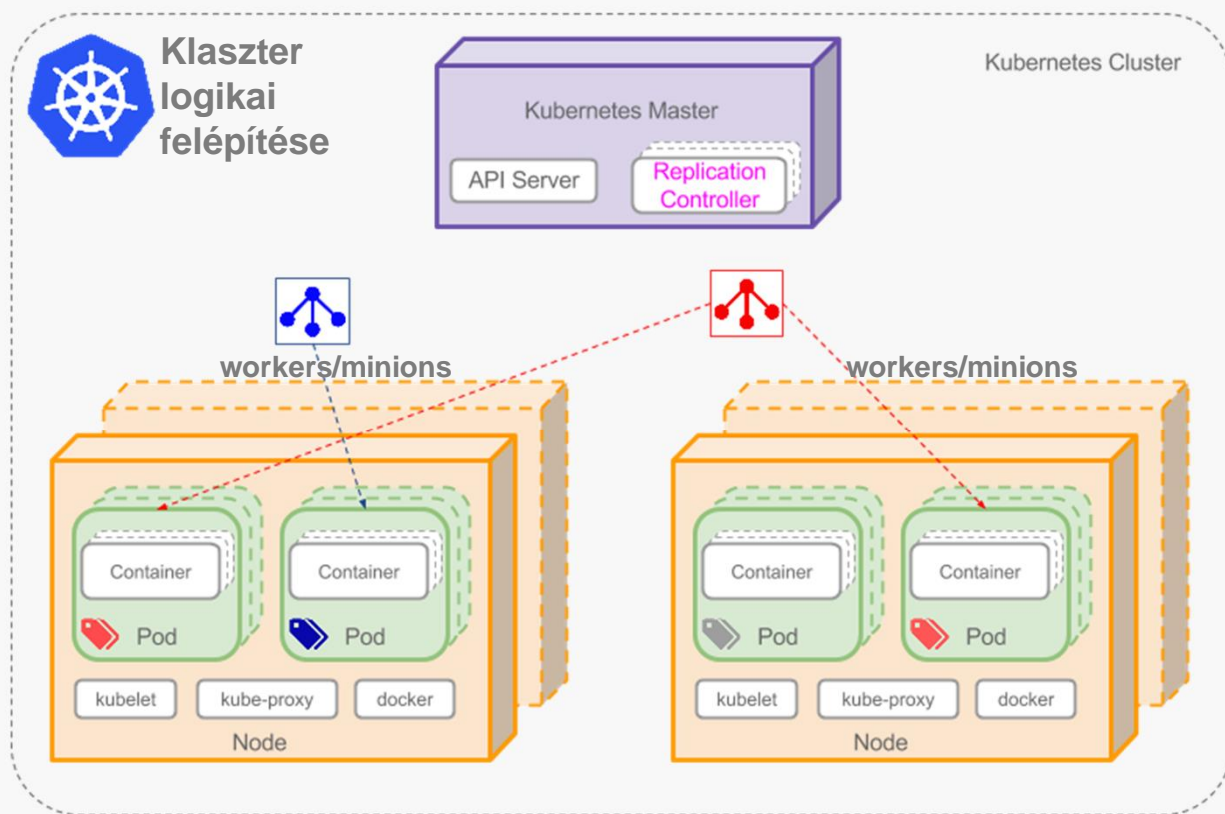 Klaszter
logikai
felépítése
Kubernetes Cluster
Kubernetes Master
API Server
Replication
Controller
workers/minions
workers/minions
Container
Container
Pod
Pod
kubelet
kube-proxy
docker
Node
Container
Container
Pod
Pod
kubelet
kube-proxy
docker
Node